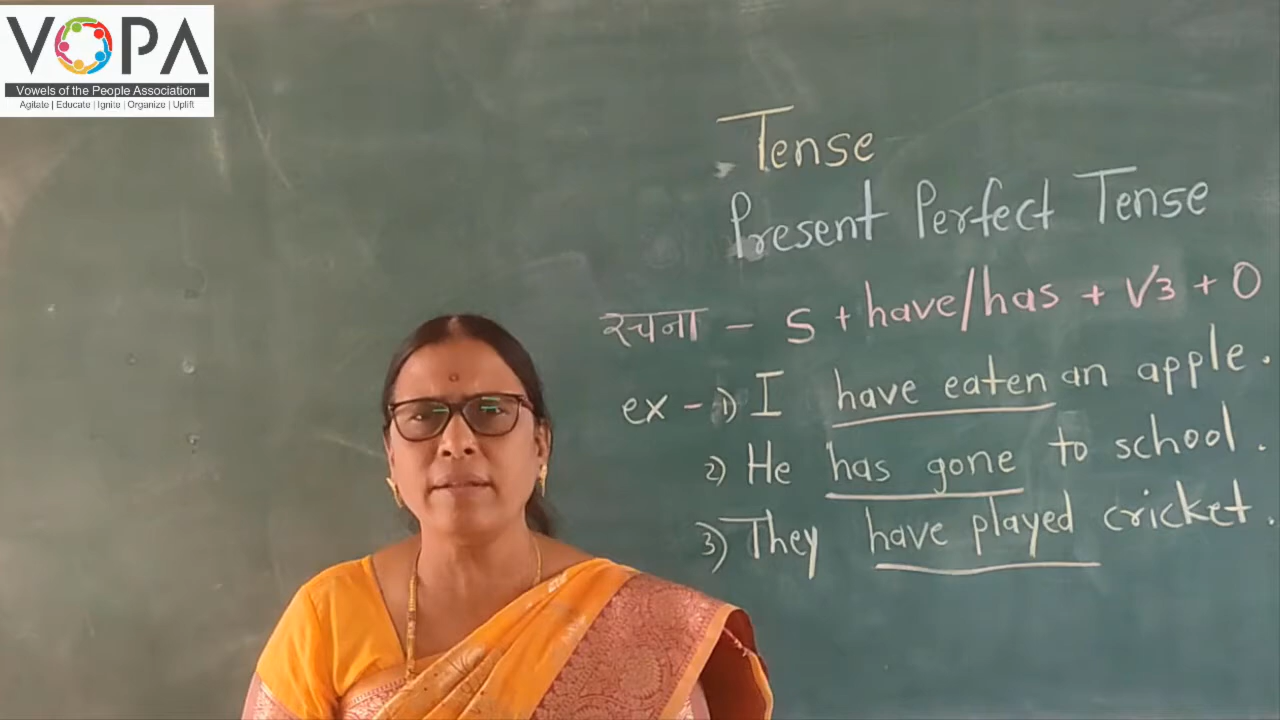 VOPA
Vowels of the People Association
Agitate | Educate | Ignite | Organize | Uplift
Tense
Present Perfect Tense
रचना - S + have/has + V3 + O
ex - 1) I have eaten an apple.
2) He has gone to school.
3) They have played cricket.